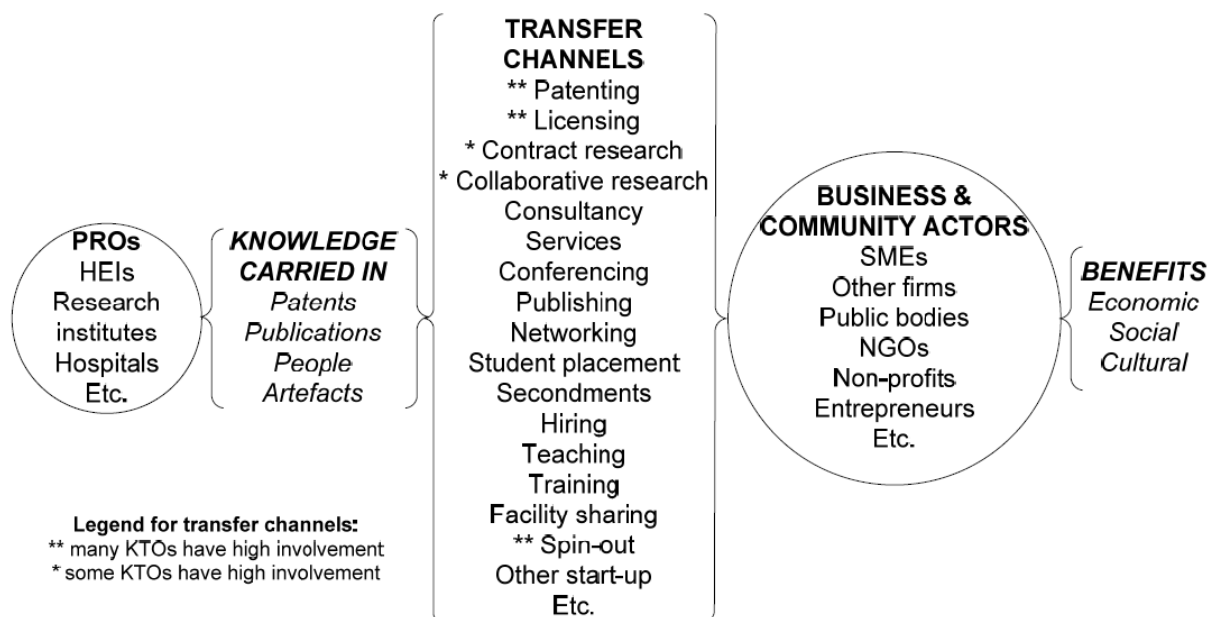 PROs
HEIs
Research
institutes
Hospitals
Etc.
KNOWLEDGE
CARRIED IN
Patents
Publications
People
Artefacts
TRANSFER
CHANNELS
** Patenting
** Licensing
* Contract research
* Collaborative research
Consultancy
Services
Conferencing
Publishing
Networking
Student placement
Secondments
Hiring
Teaching
Training
Facility sharing
** Spin-out
Other start-up
Etc.
BUSINESS &
COMMUNITY ACTORS
SMEs
Other firms
Public bodies
NGOs
Non-profits
Entrepreneurs
Etc.
BENEFITS
Economic
Social
Cultural
Legend for transfer channels:
** many KTOs have high involvement
* some KTOs have high involvement